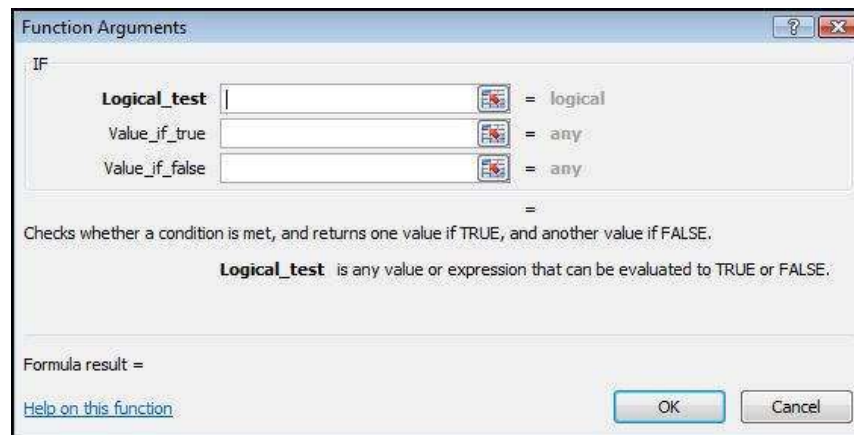 Function Arguments
IF
Logical_test = logical
Value_if_true = any
Value_if_false = any
=
Checks whether a condition is met, and returns one value if TRUE, and another value if FALSE.
Logical_test is any value or expression that can be evaluated to TRUE or FALSE.
Formula result =
Help on this function OK Cancel